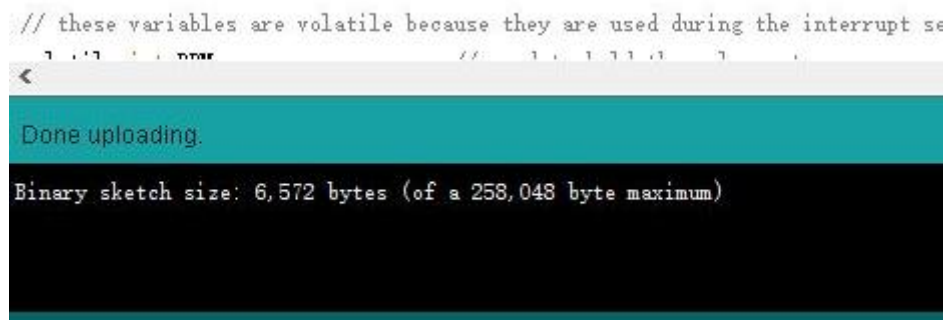 // these variables are volatile because they are used during the interrupt se
Done uploading.
Binary sketch size: 6,572 bytes (of a 258,048 byte maximum)